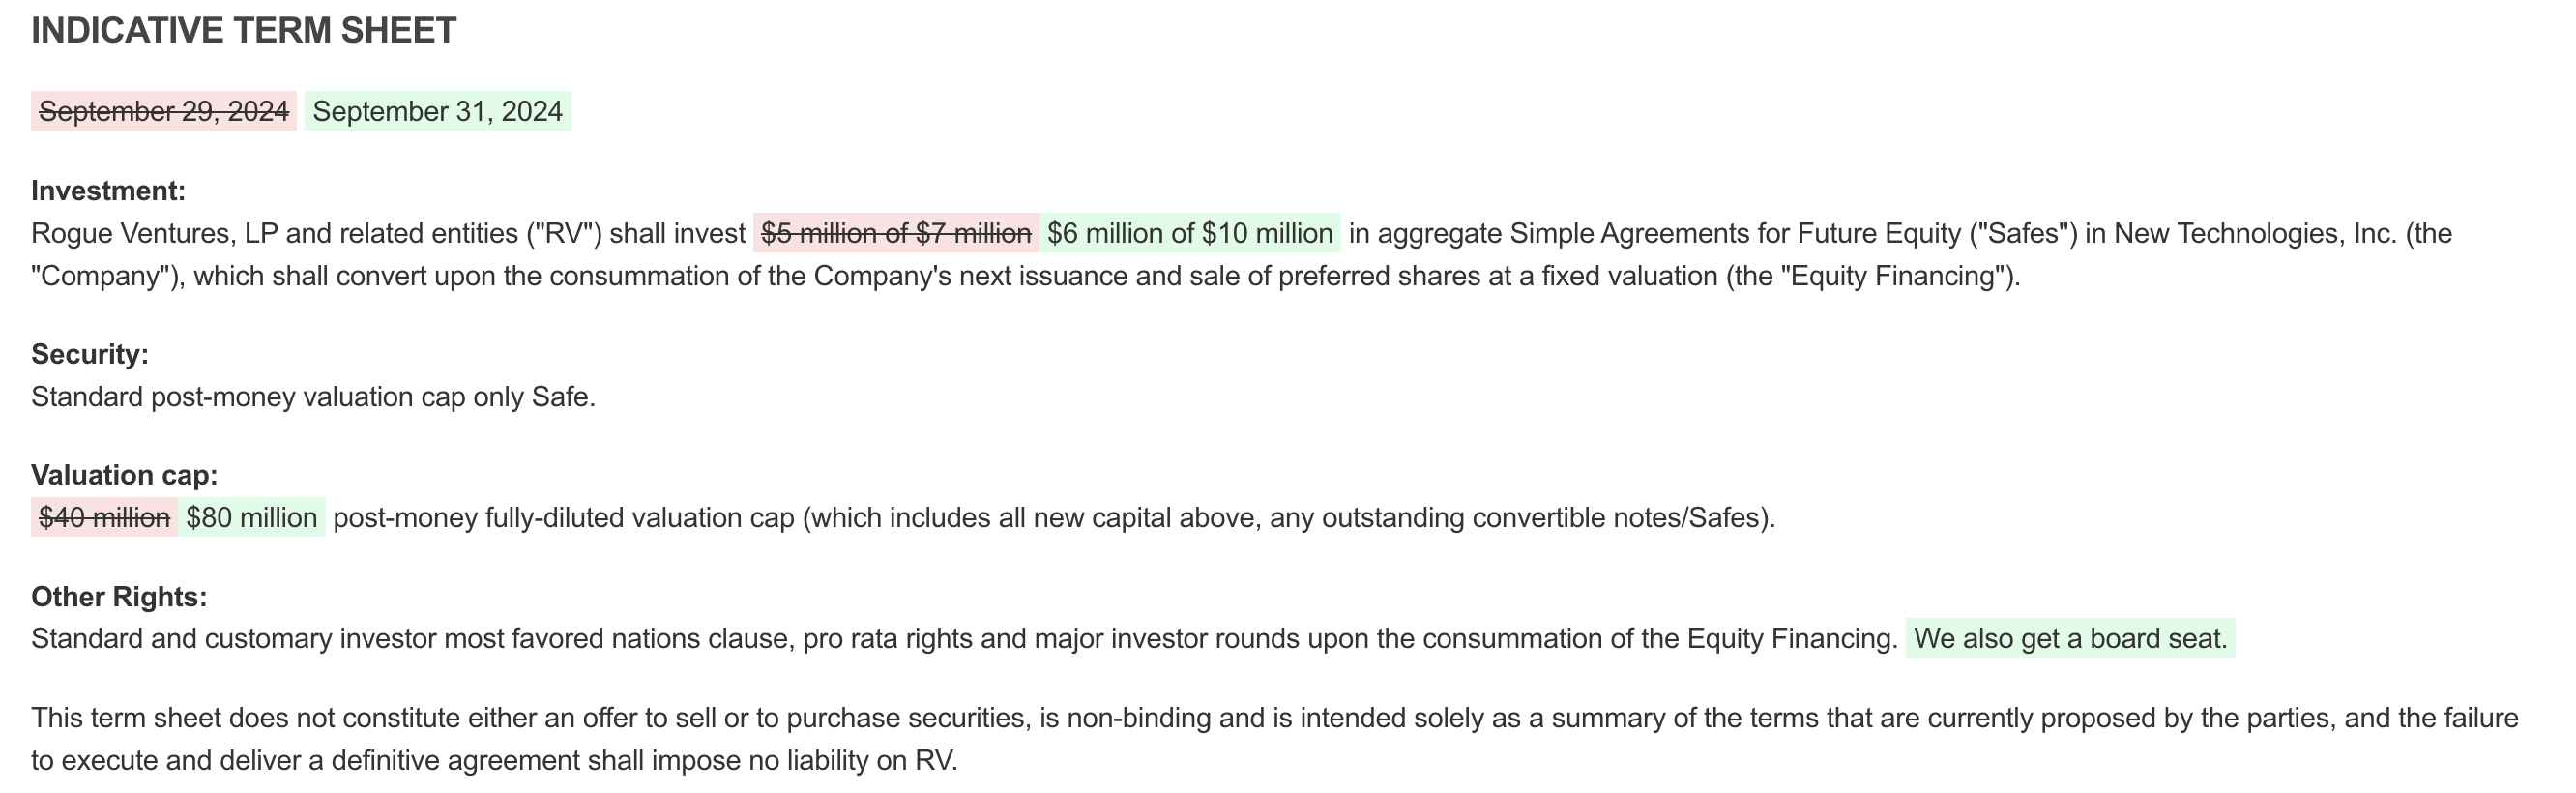 INDICATIVE TERM SHEET
September 29, 2024 September 31, 2024
Investment:
Rogue Ventures, LP and related entities ("RV") shall invest $5 million of $7 million $6 million of $10 million in aggregate Simple Agreements for Future Equity ("Safes") in New Technologies, Inc. (the
"Company"), which shall convert upon the consummation of the Company's next issuance and sale of preferred shares at a fixed valuation (the "Equity Financing").
Security:
Standard post-money valuation cap only Safe.
Valuation cap:
$40 million $80 million post-money fully-diluted valuation cap (which includes all new capital above, any outstanding convertible notes/Safes).
Other Rights:
Standard and customary investor most favored nations clause, pro rata rights and major investor rounds upon the consummation of the Equity Financing. We also get a board seat.
This term sheet does not constitute either an offer to sell or to purchase securities, is non-binding and is intended solely as a summary of the terms that are currently proposed by the parties, and the failure
to execute and deliver a definitive agreement shall impose no liability on RV.